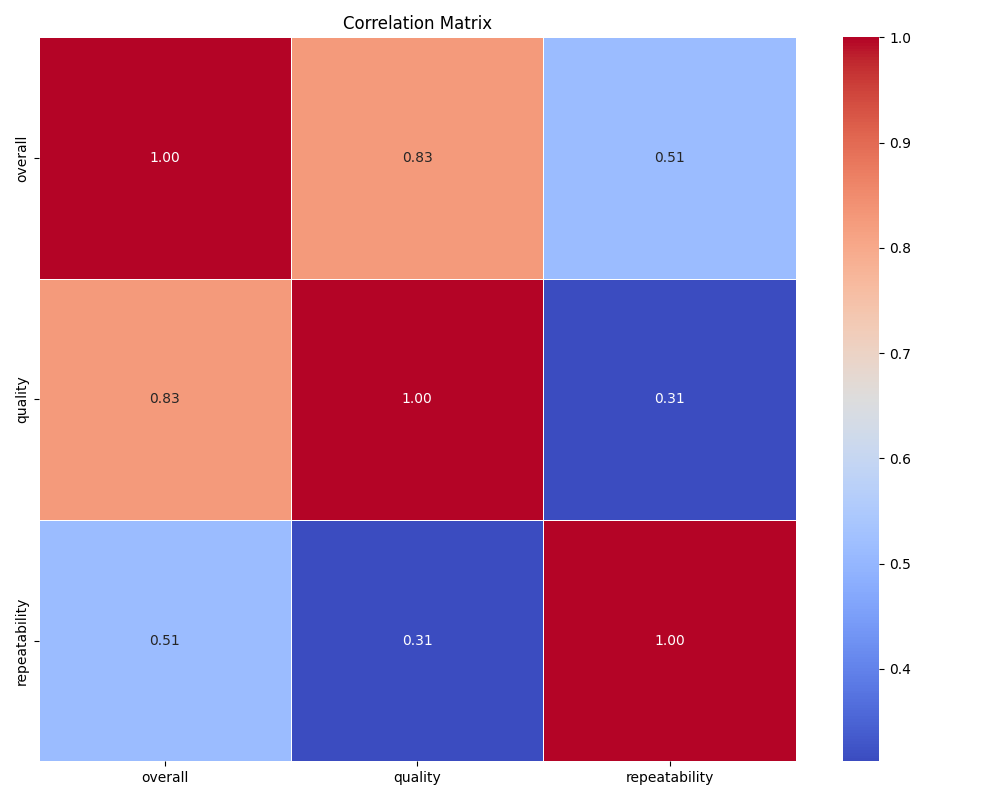 Correlation Matrix
overall
1.00 0.83 0.51
quality
0.83 1.00 0.31
repeatability
0.51 0.31 1.00
overall quality repeatability
1.0
0.9
0.8
0.7
0.6
0.5
0.4